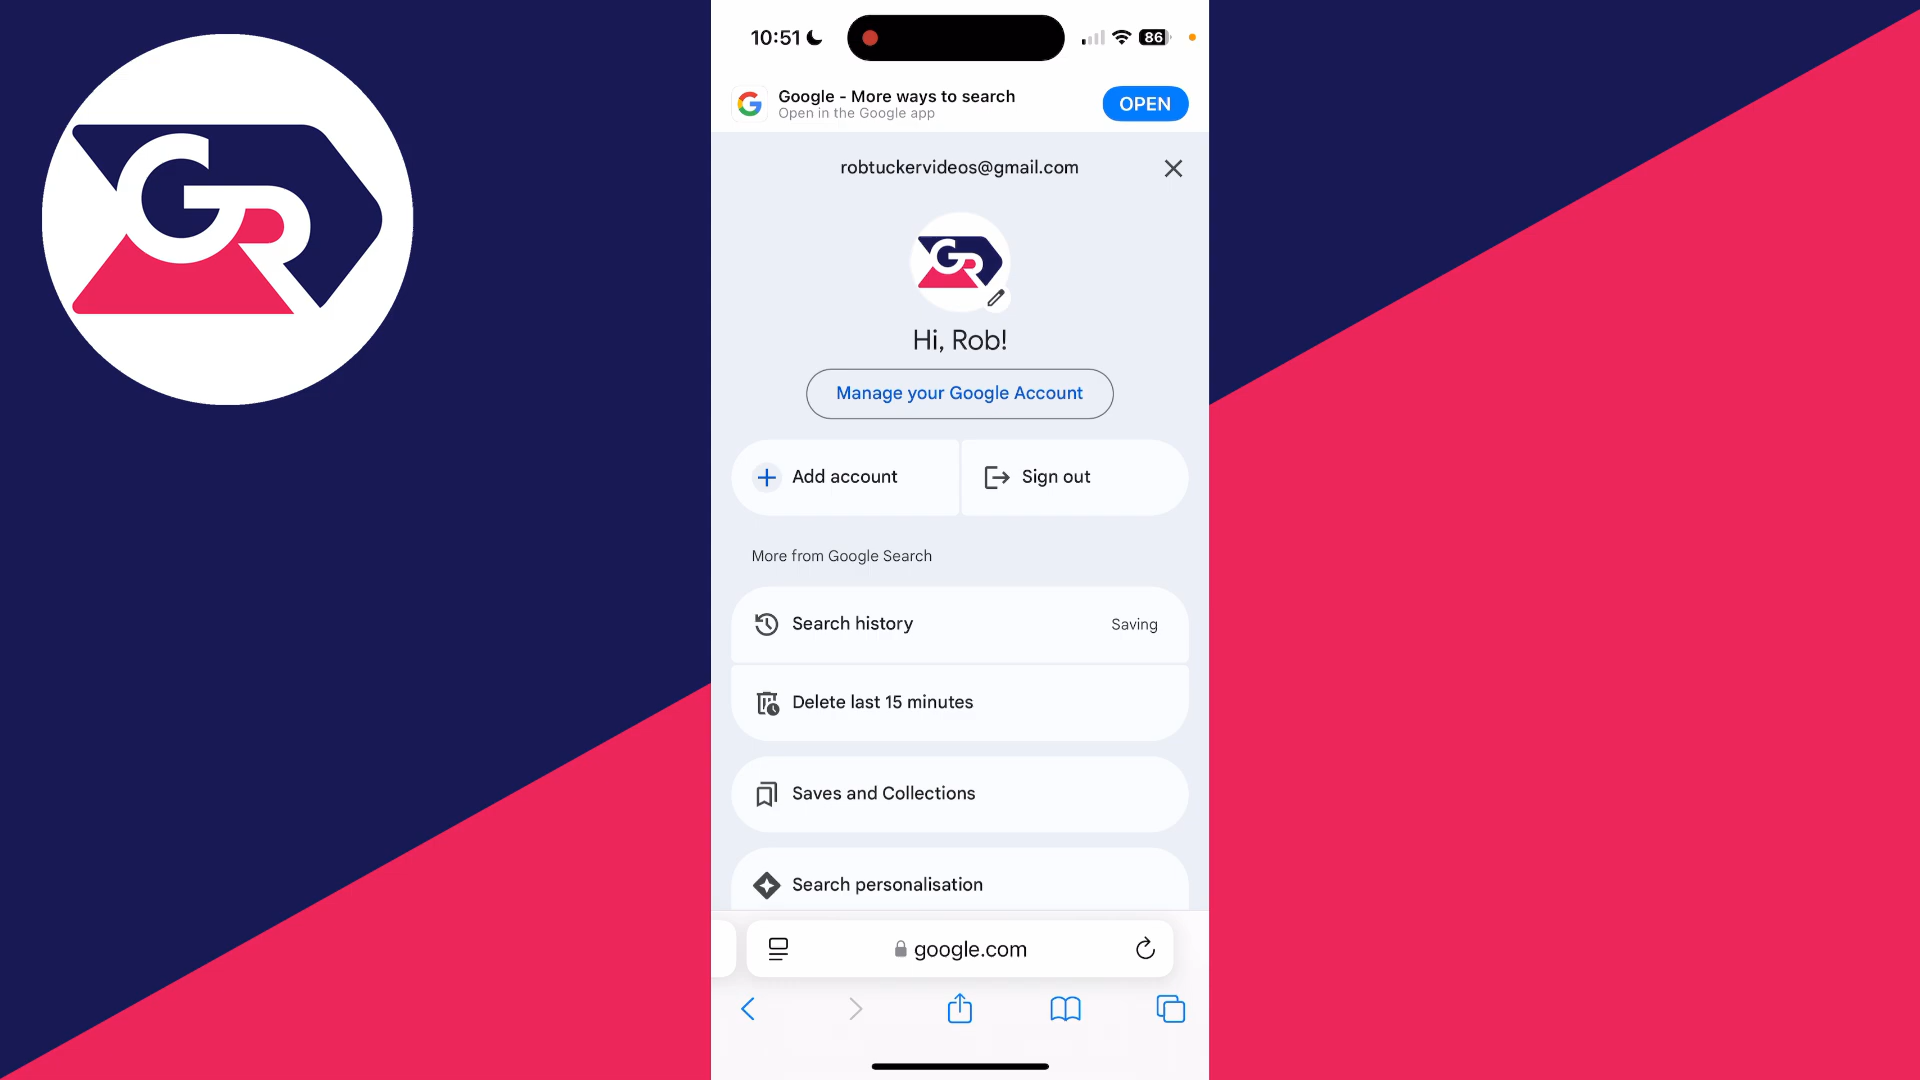 GR
10:51
86
Google - More ways to search
Open in the Google app
OPEN
robtuckervideos@gmail.com
GR
Hi, Rob!
Manage your Google Account
Add account
Sign out
More from Google Search
Search history
Saving
Delete last 15 minutes
Saves and Collections
Search personalisation
google.com